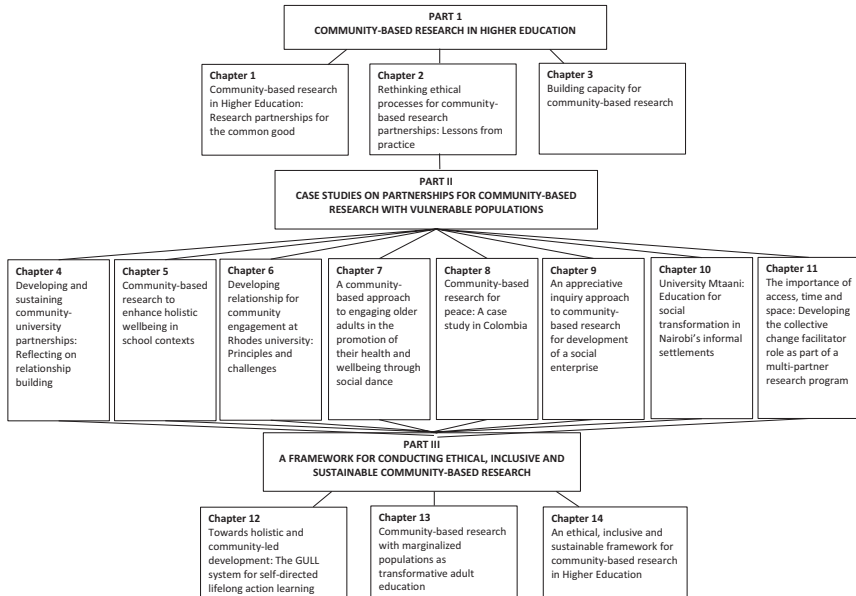 PART 1
COMMUNITY-BASED RESEARCH IN HIGHER EDUCATION
Chapter 1
Community-based research
in Higher Education:
Research partnerships for
the common good
Chapter 2
Rethinking ethical
processes for community-
based research
partnerships: Lessons from
practice
Chapter 3
Building capacity for
community-based research
PART II
CASE STUDIES ON PARTNERSHIPS FOR COMMUNITY-BASED
RESEARCH WITH VULNERABLE POPULATIONS
Chapter 4
Developing and
sustaining
community-
university
partnerships:
Reflecting on
relationship
building
Chapter 5
Community-based
research to
enhance holistic
wellbeing in
school contexts
Chapter 6
Developing
relationship for
community
engagement at
Rhodes university:
Principles and
challenges
Chapter 7
A community-
based approach to
engaging older
adults in the
promotion of
their health and
wellbeing through
social dance
Chapter 8
Community-based
research for
peace: A case
study in Colombia
Chapter 9
An appreciative
inquiry approach
to community-
based research
for development
of a social
enterprise
Chapter 10
University Mtaani:
Education for
social
transformation in
Nairobi's informal
settlements
Chapter 11
The importance of
access, time and
space: Developing
the collective
change facilitator
role as part of a
multi-partner
research program
PART III
A FRAMEWORK FOR CONDUCTING ETHICAL, INCLUSIVE AND
SUSTAINABLE COMMUNITY-BASED RESEARCH
Chapter 12
Towards holistic and
community-led
development: The GULL
system for self-directed
lifelong action learning
Chapter 13
Community-based research
with marginalized
populations as
transformative adult
education
Chapter 14
An ethical, inclusive and
sustainable framework for
community-based research
in Higher Education